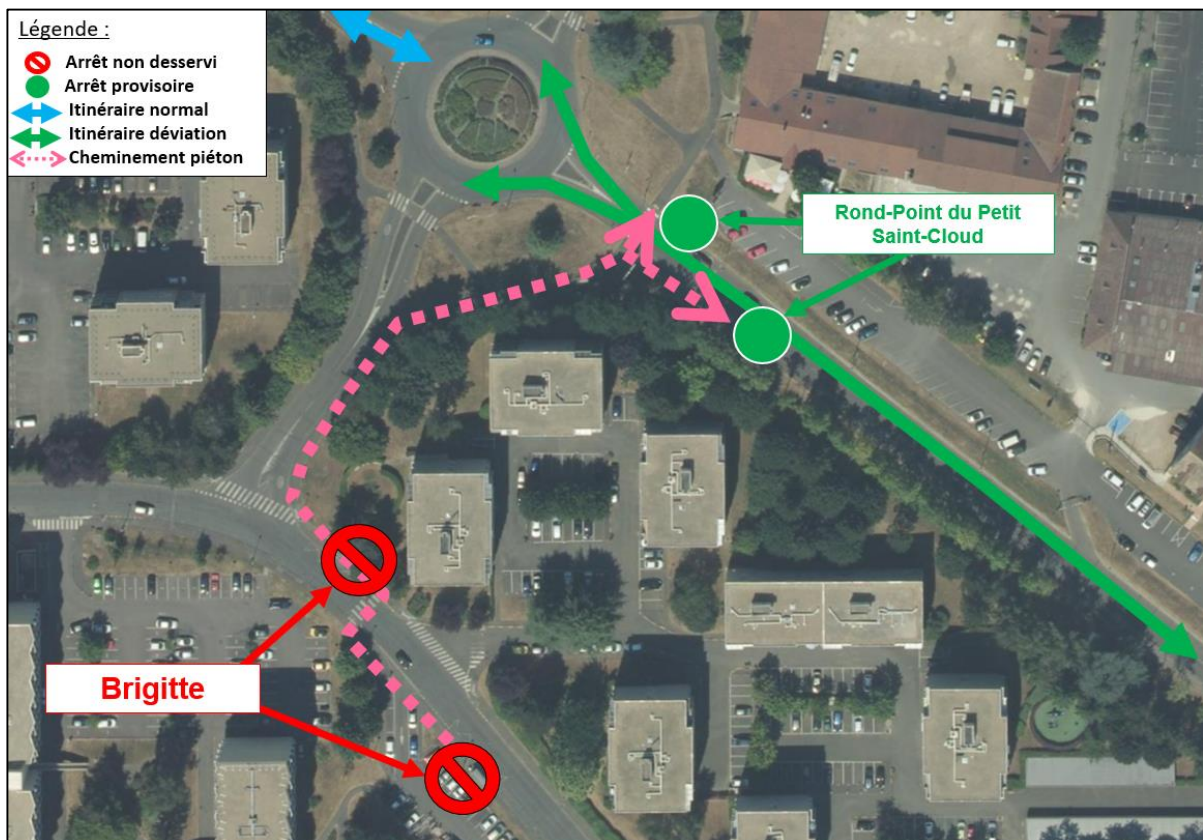 Légende :
Arrêt non desservi
Arrêt provisoire
Itinéraire normal
Itinéraire déviation
Cheminement piéton
Rond-Point du Petit
Saint-Cloud
Brigitte